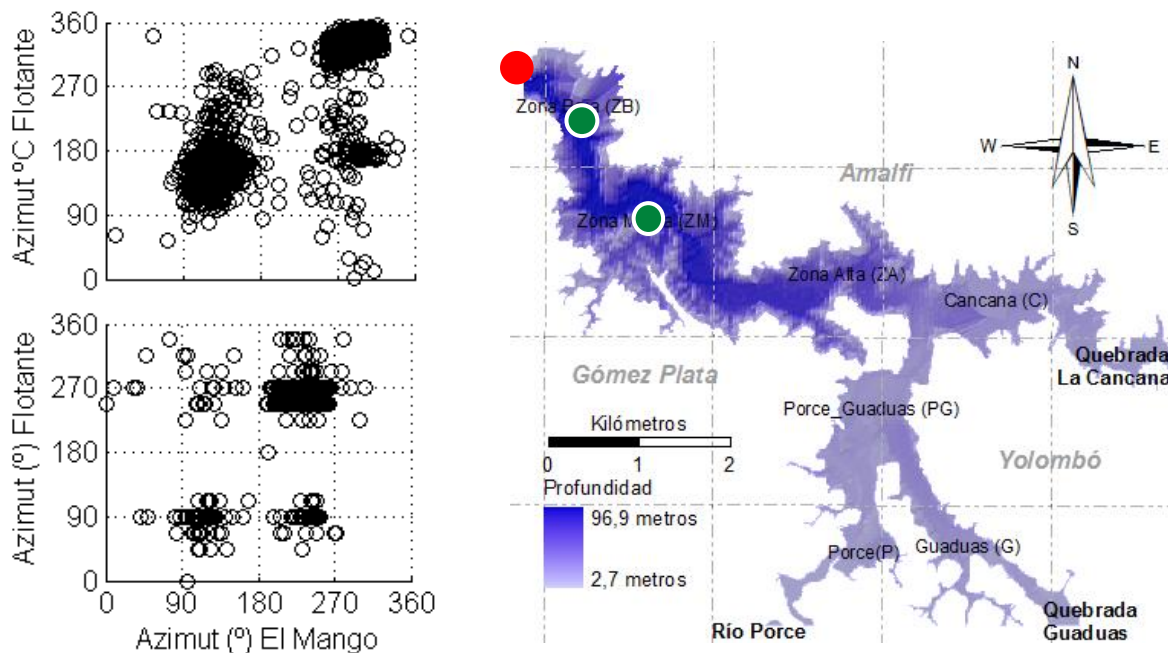 Azimut ºC Flotante
360
270
180
90
0
Azimut (º) Flotante
360
270
180
90
0
0 90 180 270 360
Azimut (º) El Mango
N
W E
S
Zona (ZB)
Amalfi
Zona (ZM)
Zona Alta (ZA)
Cancana (C)
Quebrada
La Cancana
Gómez Plata
Porce_Guaduas (PG)
Kilómetros
0 1 2
Yolombó
Profundidad
96,9 metros
2,7 metros
Porce(P)
Guaduas (G)
Río Porce
Quebrada
Guaduas